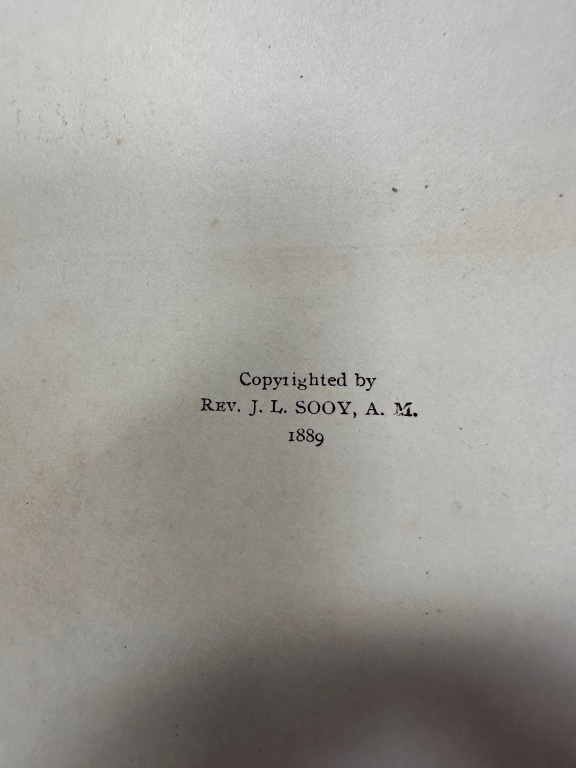 Copyrighted by
REV. J. L. SOOY, A. M.
1889